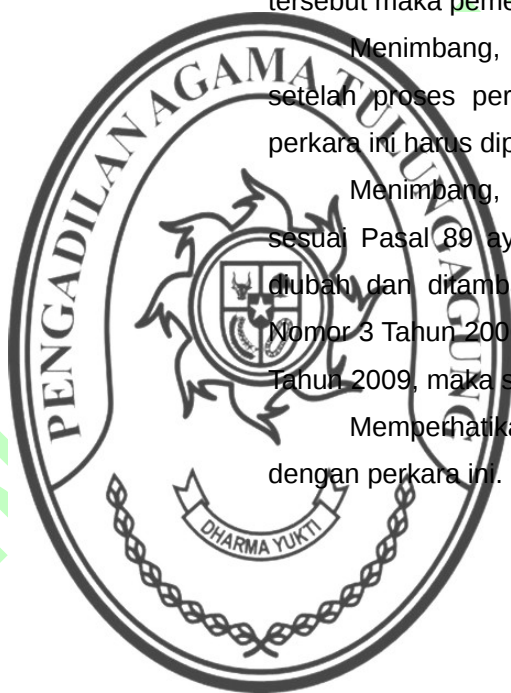 tersebut maka peme
Menimbang,
setelah proses per
perkara ini harus dip
Menimbang,
sesuai Pasal 89 ay
diubah dan ditamb
Nomor 3 Tahun 200
Tahun 2009, maka s
Memperhatika
dengan perkara ini.
PENGADILAN AGAMA TULUNGAGUNG
DHARMA YUKTI